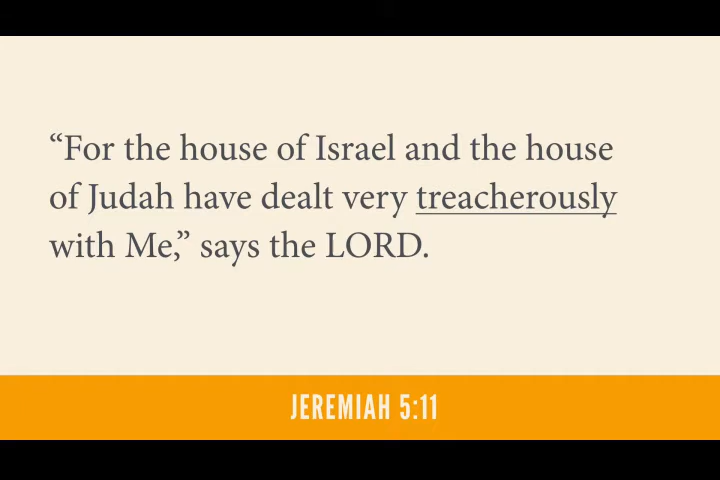 “For the house of Israel and the house
of Judah have dealt very treacherously
with Me,” says the LORD.
JEREMIAH 5:11